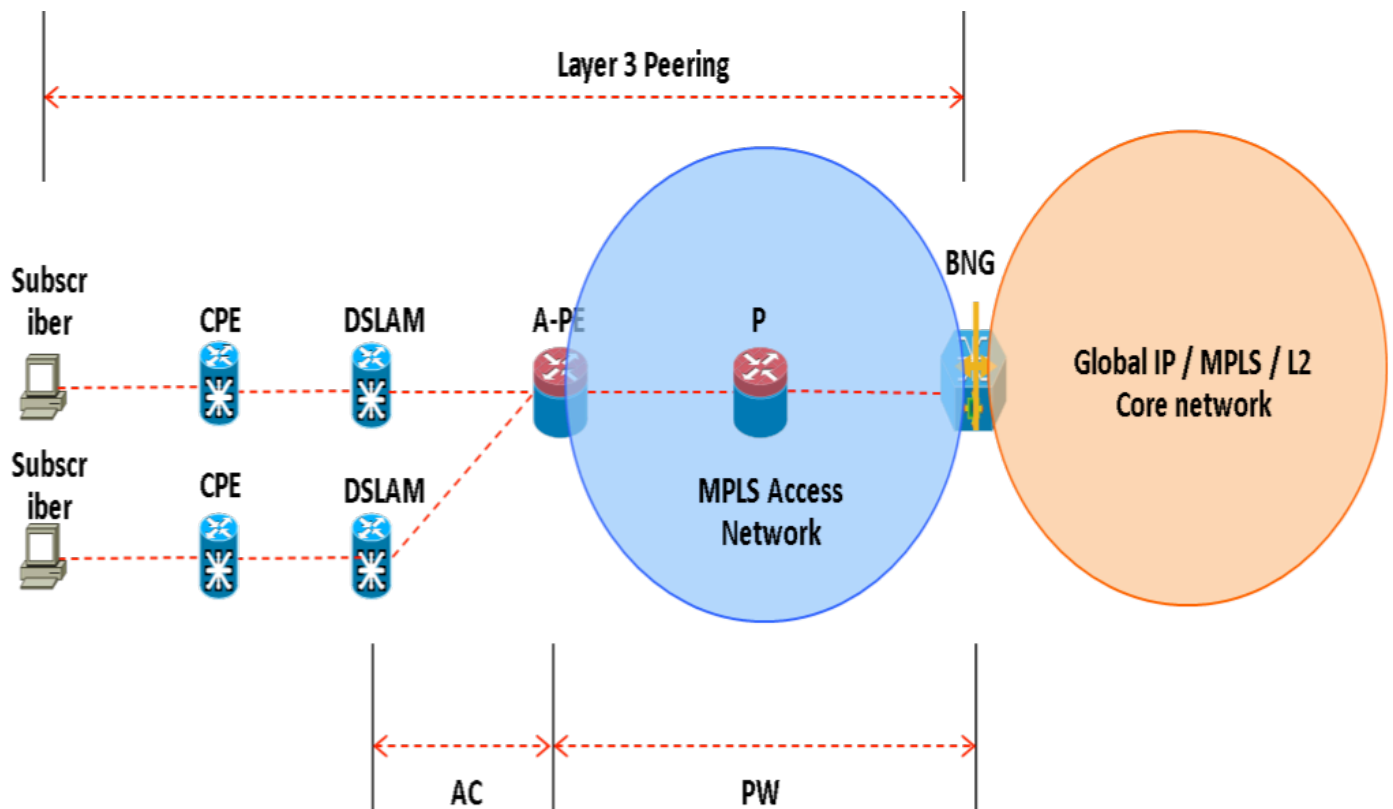 Layer 3 Peering
BNG
Subscr
iber
CPE
DSLAM
A-PE
P
Global IP / MPLS / L2
Core network
Subscr
iber
CPE
DSLAM
MPLS Access
Network
AC
PW